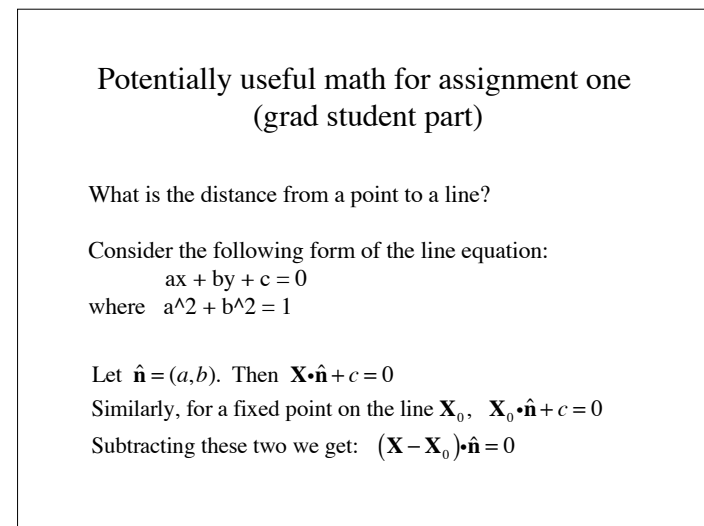 Potentially useful math for assignment one
(grad student part)
What is the distance from a point to a line?
Consider the following form of the line equation:
ax + by + c = 0
where a^2 + b^2 = 1
Let n̂ = (a,b). Then X•n̂ + c = 0
Similarly, for a fixed point on the line X₀, X₀•n̂ + c = 0
Subtracting these two we get: (X − X₀)•n̂ = 0